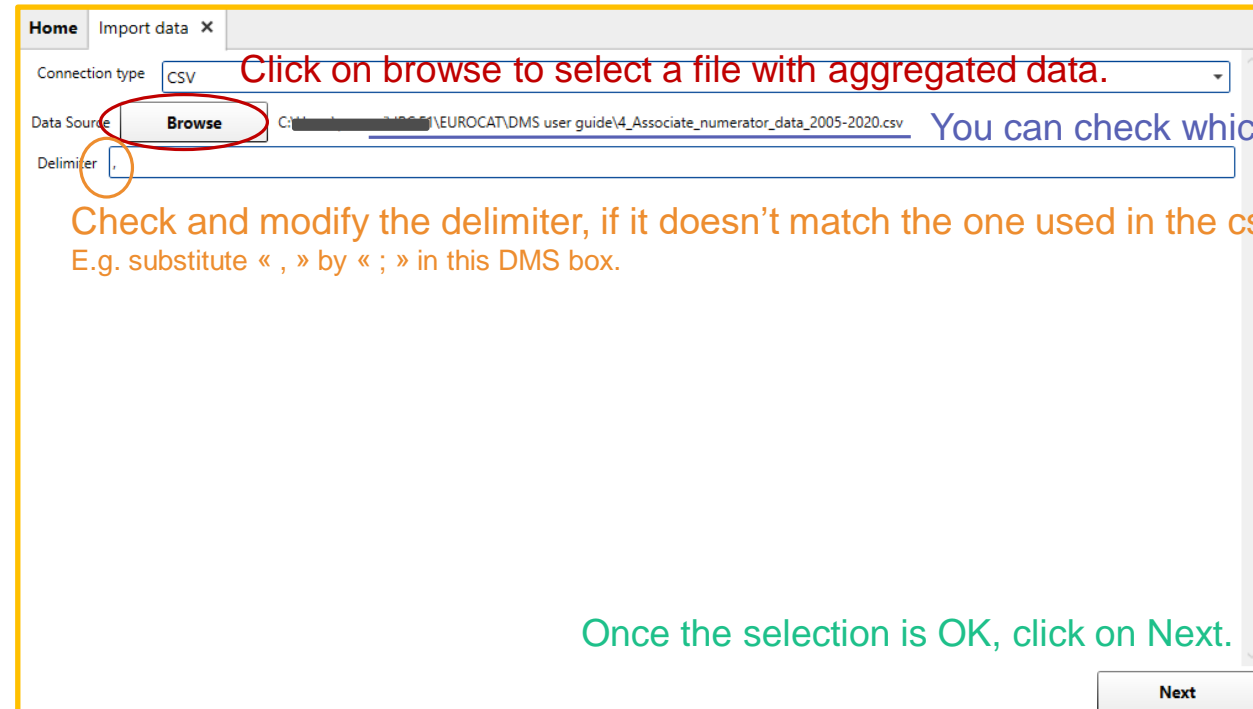 Home Import data ✕
Connection type CSV Click on browse to select a file with aggregated data.
Data Source Browse C:\ \EUROCAT\DMS user guide\4_Associate_numerator_data_2005-2020.csv You can check whic
Delimiter ,
Check and modify the delimiter, if it doesn’t match the one used in the cs
E.g. substitute « , » by « ; » in this DMS box.
Once the selection is OK, click on Next.
Next